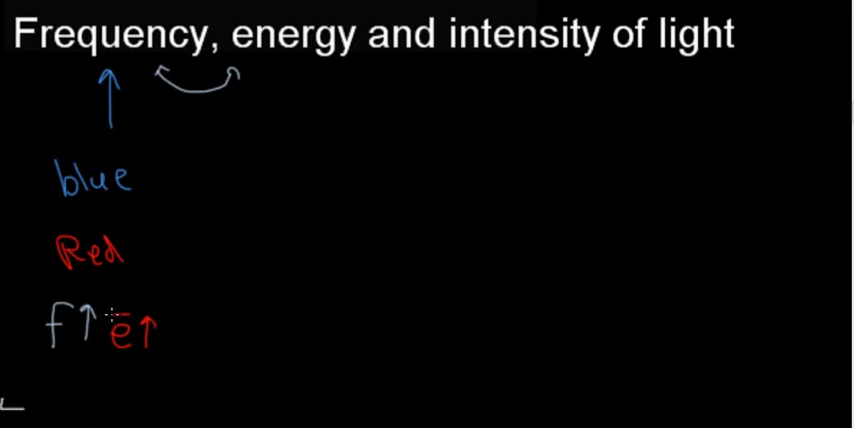 Frequency, energy and intensity of light
blue
Red
f↑ e↑